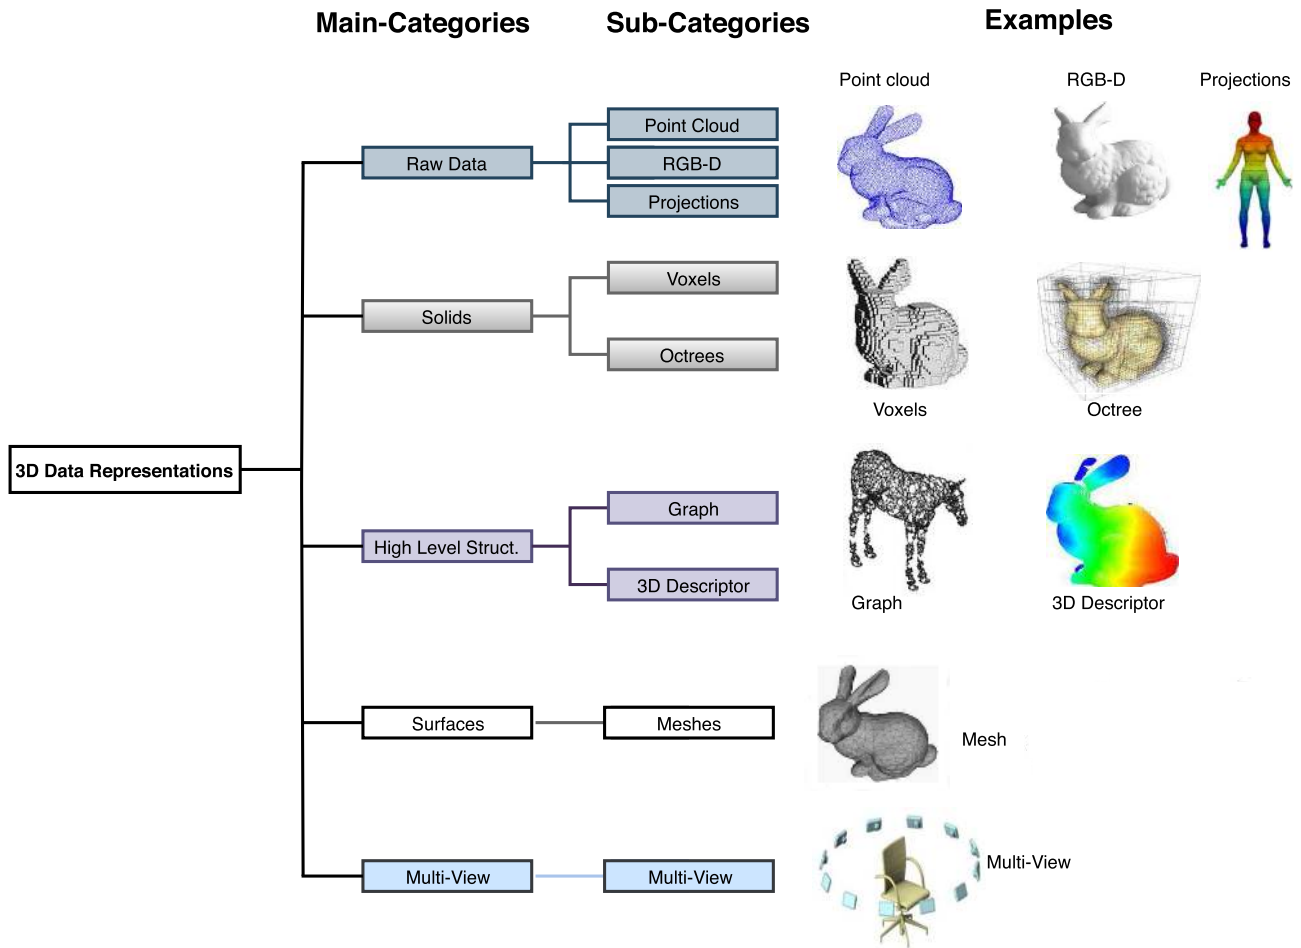 Main-Categories
Sub-Categories
Examples
Point cloud
RGB-D
Projections
Point Cloud
Raw Data
RGB-D
Projections
Voxels
Solids
Octrees
Voxels
Octree
3D Data Representations
Graph
High Level Struct.
3D Descriptor
Graph
3D Descriptor
Surfaces
Meshes
Mesh
Multi-View
Multi-View
Multi-View